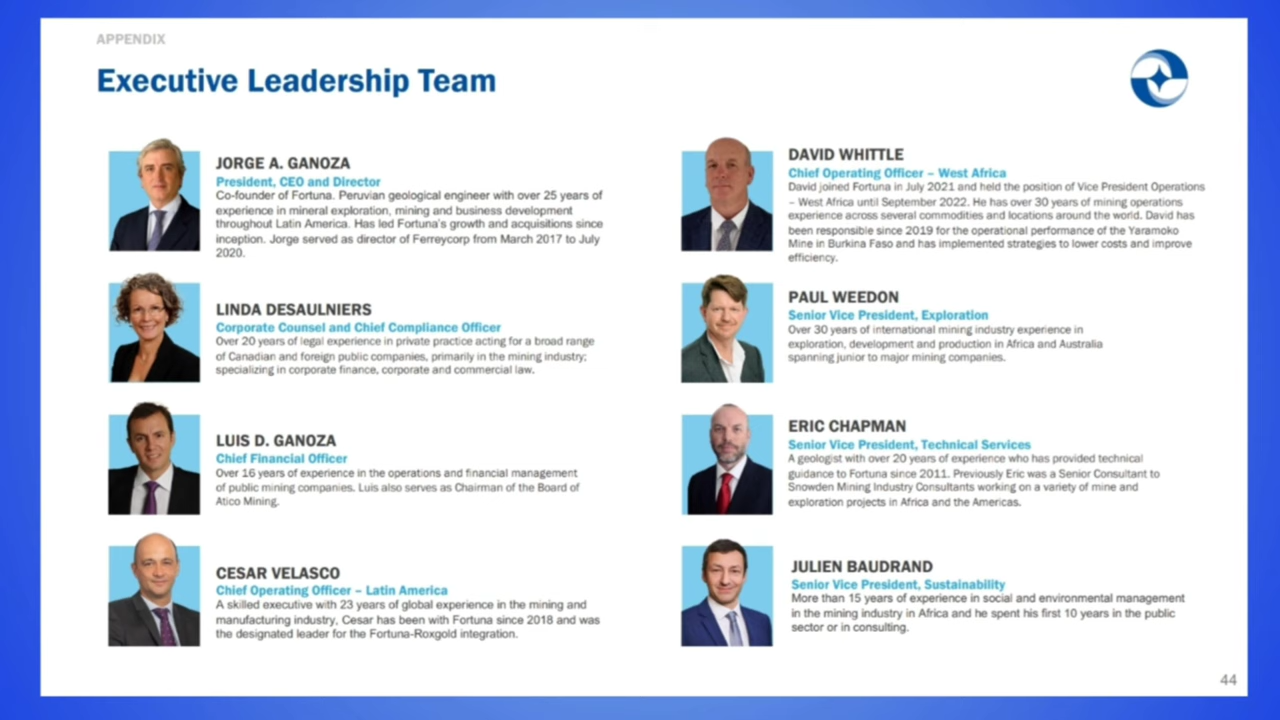 APPENDIX
Executive Leadership Team
JORGE A. GANOZA
President, CEO and Director
Co-founder of Fortuna. Peruvian geological engineer with over 25 years of
experience in mineral exploration, mining and business development
throughout Latin America. Has led Fortuna's growth and acquisitions since
inception. Jorge served as director of Ferreycorp from March 2017 to July
2020.
LINDA DESAULNIERS
Corporate Counsel and Chief Compliance Officer
Over 20 years of legal experience in private practice acting for a broad range
of Canadian and foreign public companies, primarily in the mining industry;
specializing in corporate finance, corporate and commercial law.
LUIS D. GANOZA
Chief Financial Officer
Over 16 years of experience in the operations and financial management
of public mining companies. Luis also serves as Chairman of the Board of
Atico Mining.
CESAR VELASCO
Chief Operating Officer – Latin America
A skilled executive with 23 years of global experience in the mining and
manufacturing industry, Cesar has been with Fortuna since 2018 and was
the designated leader for the Fortuna-Roxgold integration.
DAVID WHITTLE
Chief Operating Officer – West Africa
David joined Fortuna in July 2021 and held the position of Vice President Operations
– West Africa until September 2022. He has over 30 years of mining operations
experience across several commodities and locations around the world. David has
been responsible since 2019 for the operational performance of the Yaramoko
Mine in Burkina Faso and has implemented strategies to lower costs and improve
efficiency.
PAUL WEEDON
Senior Vice President, Exploration
Over 30 years of international mining industry experience in
exploration, development and production in Africa and Australia
spanning junior to major mining companies.
ERIC CHAPMAN
Senior Vice President, Technical Services
A geologist with over 20 years of experience who has provided technical
guidance to Fortuna since 2011. Previously Eric was a Senior Consultant to
Snowden Mining Industry Consultants working on a variety of mine and
exploration projects in Africa and the Americas.
JULIEN BAUDRAND
Senior Vice President, Sustainability
More than 15 years of experience in social and environmental management
in the mining industry in Africa and he spent his first 10 years in the public
sector or in consulting.
44